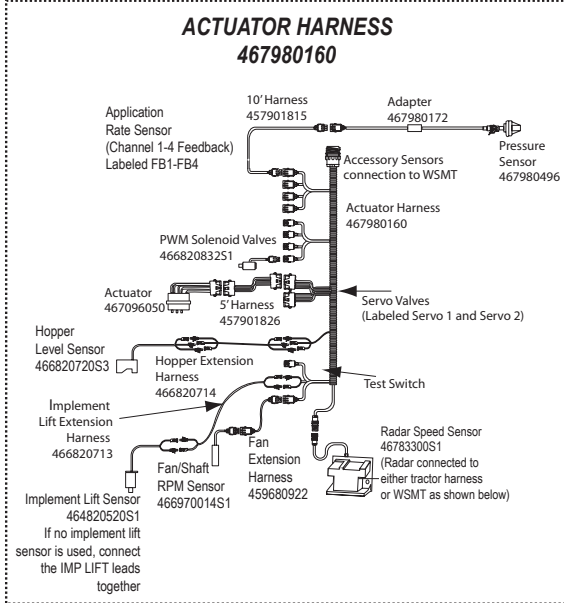 ACTUATOR HARNESS
467980160
10' Harness
457901815
Adapter
467980172
Application
Rate Sensor
(Channel 1-4 Feedback)
Labeled FB1-FB4
Pressure
Sensor
467980496
Accessory Sensors
connection to WSMT
Actuator Harness
467980160
PWM Solenoid Valves
466820832S1
Actuator
467096050
5' Harness
457901826
Servo Valves
(Labeled Servo 1 and Servo 2)
Hopper
Level Sensor
466820720S3
Hopper Extension
Harness
466820714
Test Switch
Implement
Lift Extension
Harness
466820713
Fan/Shaft
RPM Sensor
466970014S1
Fan
Extension
Harness
459680922
Radar Speed Sensor
46783300S1
(Radar connected to
either tractor harness
or WSMT as shown below)
Implement Lift Sensor
464820520S1
If no implement lift
sensor is used, connect
the IMP LIFT leads
together